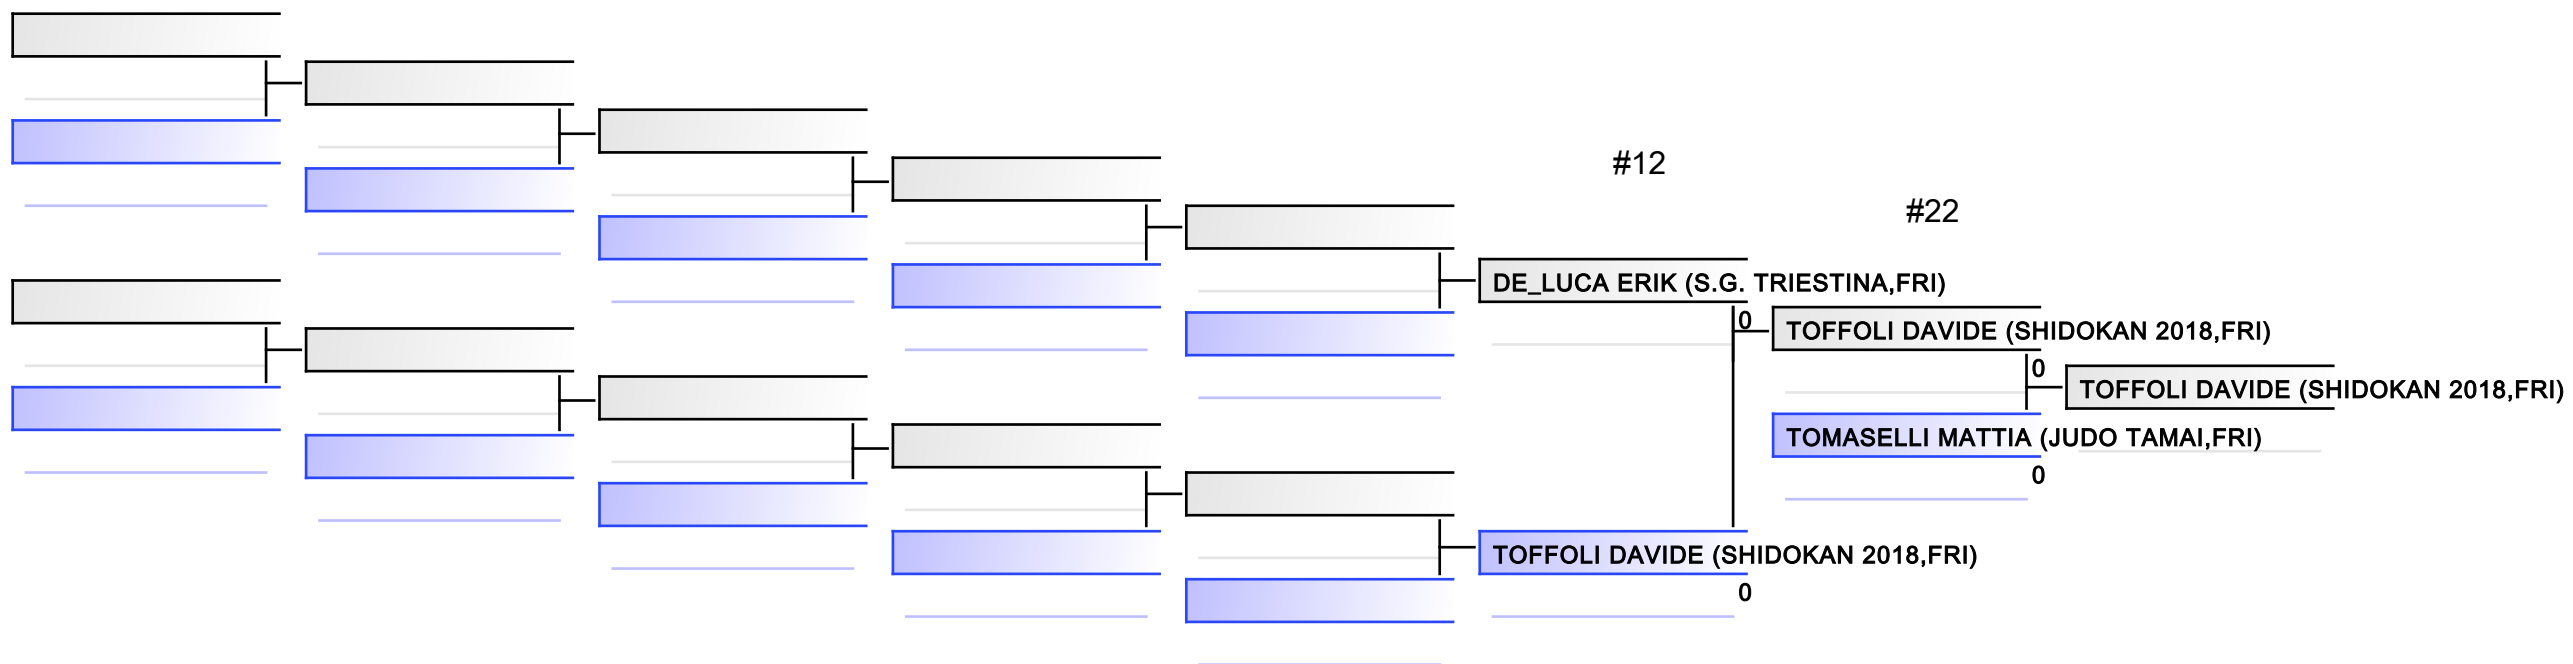 #12
#22
DE_LUCA ERIK (S.G. TRIESTINA,FRI)
0
TOFFOLI DAVIDE (SHIDOKAN 2018,FRI)
0
TOFFOLI DAVIDE (SHIDOKAN 2018,FRI)
TOMASELLI MATTIA (JUDO TAMAI,FRI)
0
TOFFOLI DAVIDE (SHIDOKAN 2018,FRI)
0